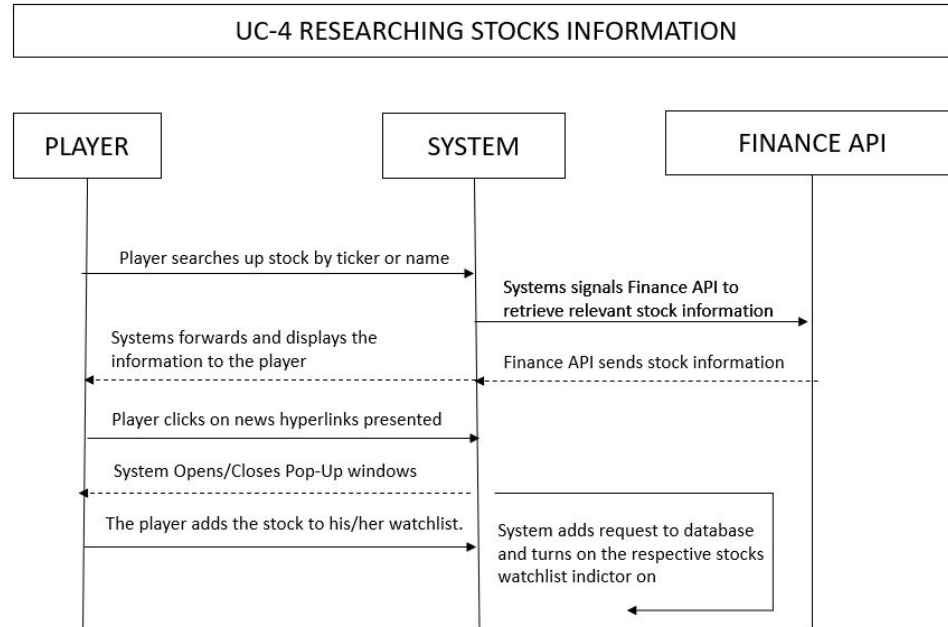 UC-4 RESEARCHING STOCKS INFORMATION
PLAYER
SYSTEM
FINANCE API
Player searches up stock by ticker or name
Systems signals Finance API to
retrieve relevant stock information
Systems forwards and displays the
information to the player
Finance API sends stock information
Player clicks on news hyperlinks presented
System Opens/Closes Pop-Up windows
The player adds the stock to his/her watchlist.
System adds request to database
and turns on the respective stocks
watchlist indictor on